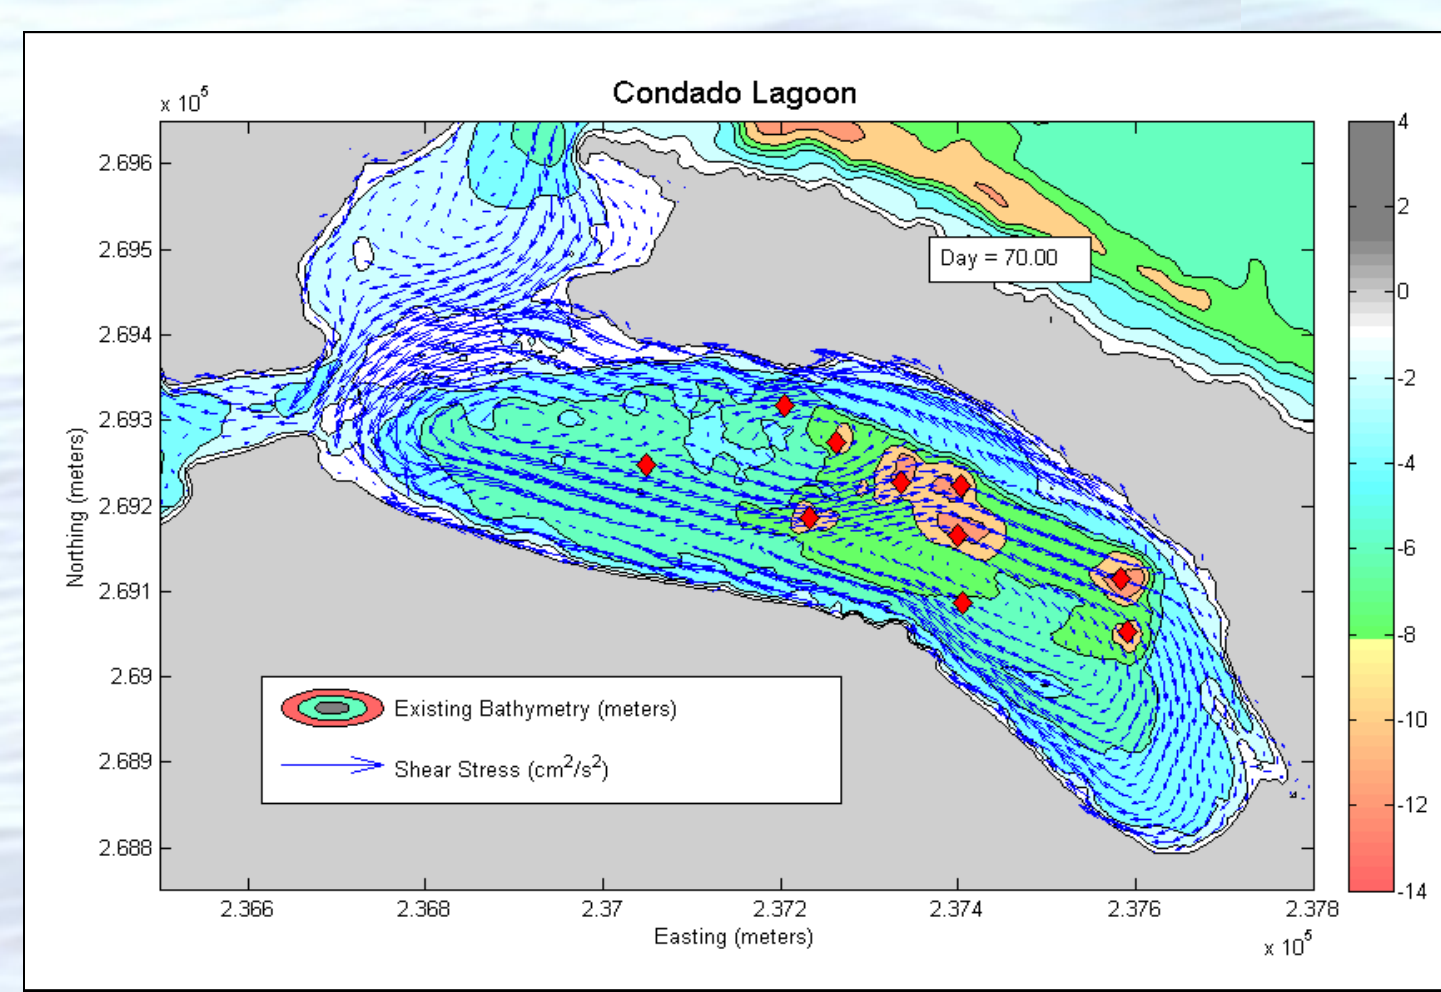 Condado Lagoon
x 10^5
2.696
2.695
2.694
2.693
2.692
2.691
2.69
2.689
2.688
Northing (meters)
Day = 70.00
Existing Bathymetry (meters)
Shear Stress (cm^2/s^2)
2.366 2.368 2.37 2.372 2.374 2.376 2.378
Easting (meters)
x 10^5
4
2
0
-2
-4
-6
-8
-10
-12
-14